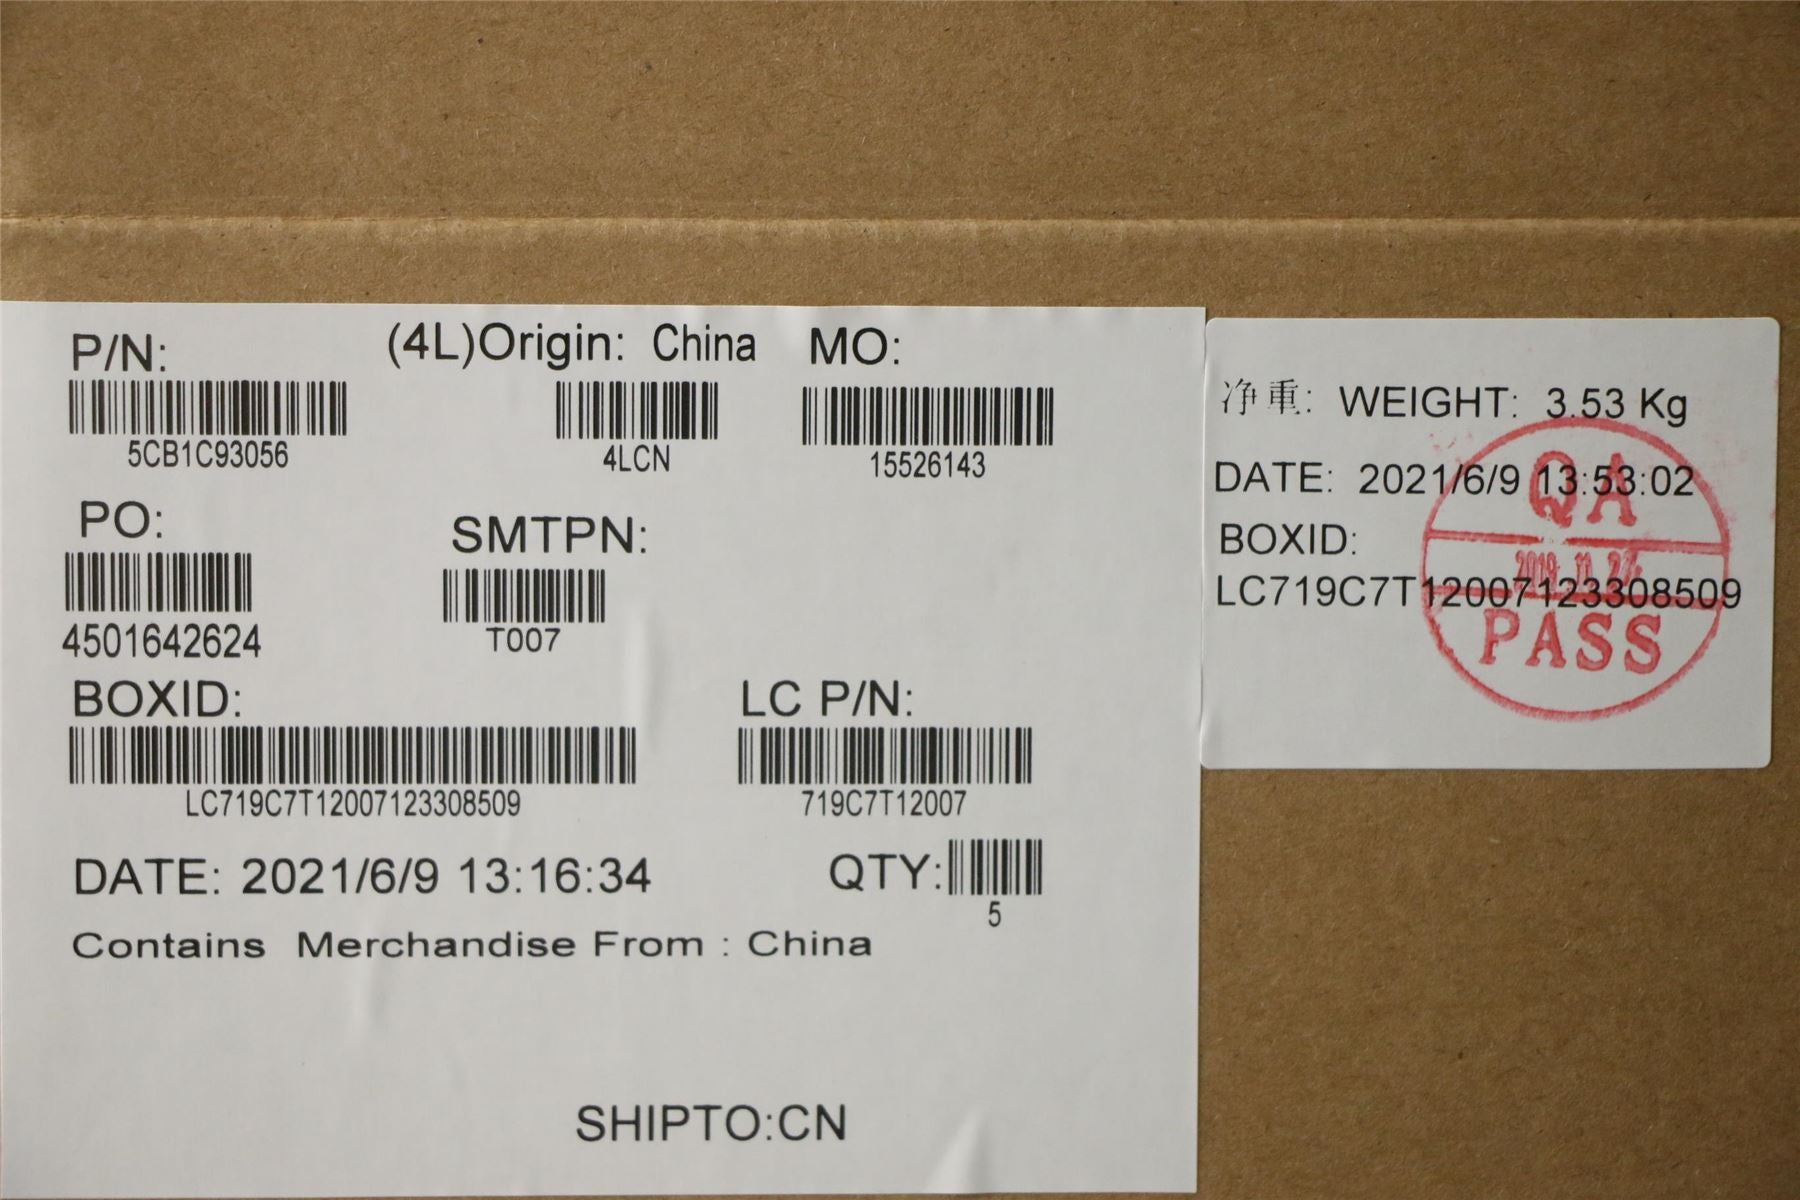 P/N: (4L)Origin: China MO:
5CB1C93056 4LCN 15526143
PO: SMTPN:
4501642624 T007
BOXID: LC P/N:
LC719C7T12007123308509 719C7T12007
DATE: 2021/6/9 13:16:34 QTY:
5
Contains Merchandise From : China
SHIPTO:CN
净重: WEIGHT: 3.53 Kg
DATE: 2021/6/9 13:53:02
BOXID:
LC719C7T12007123308509
QA
PASS